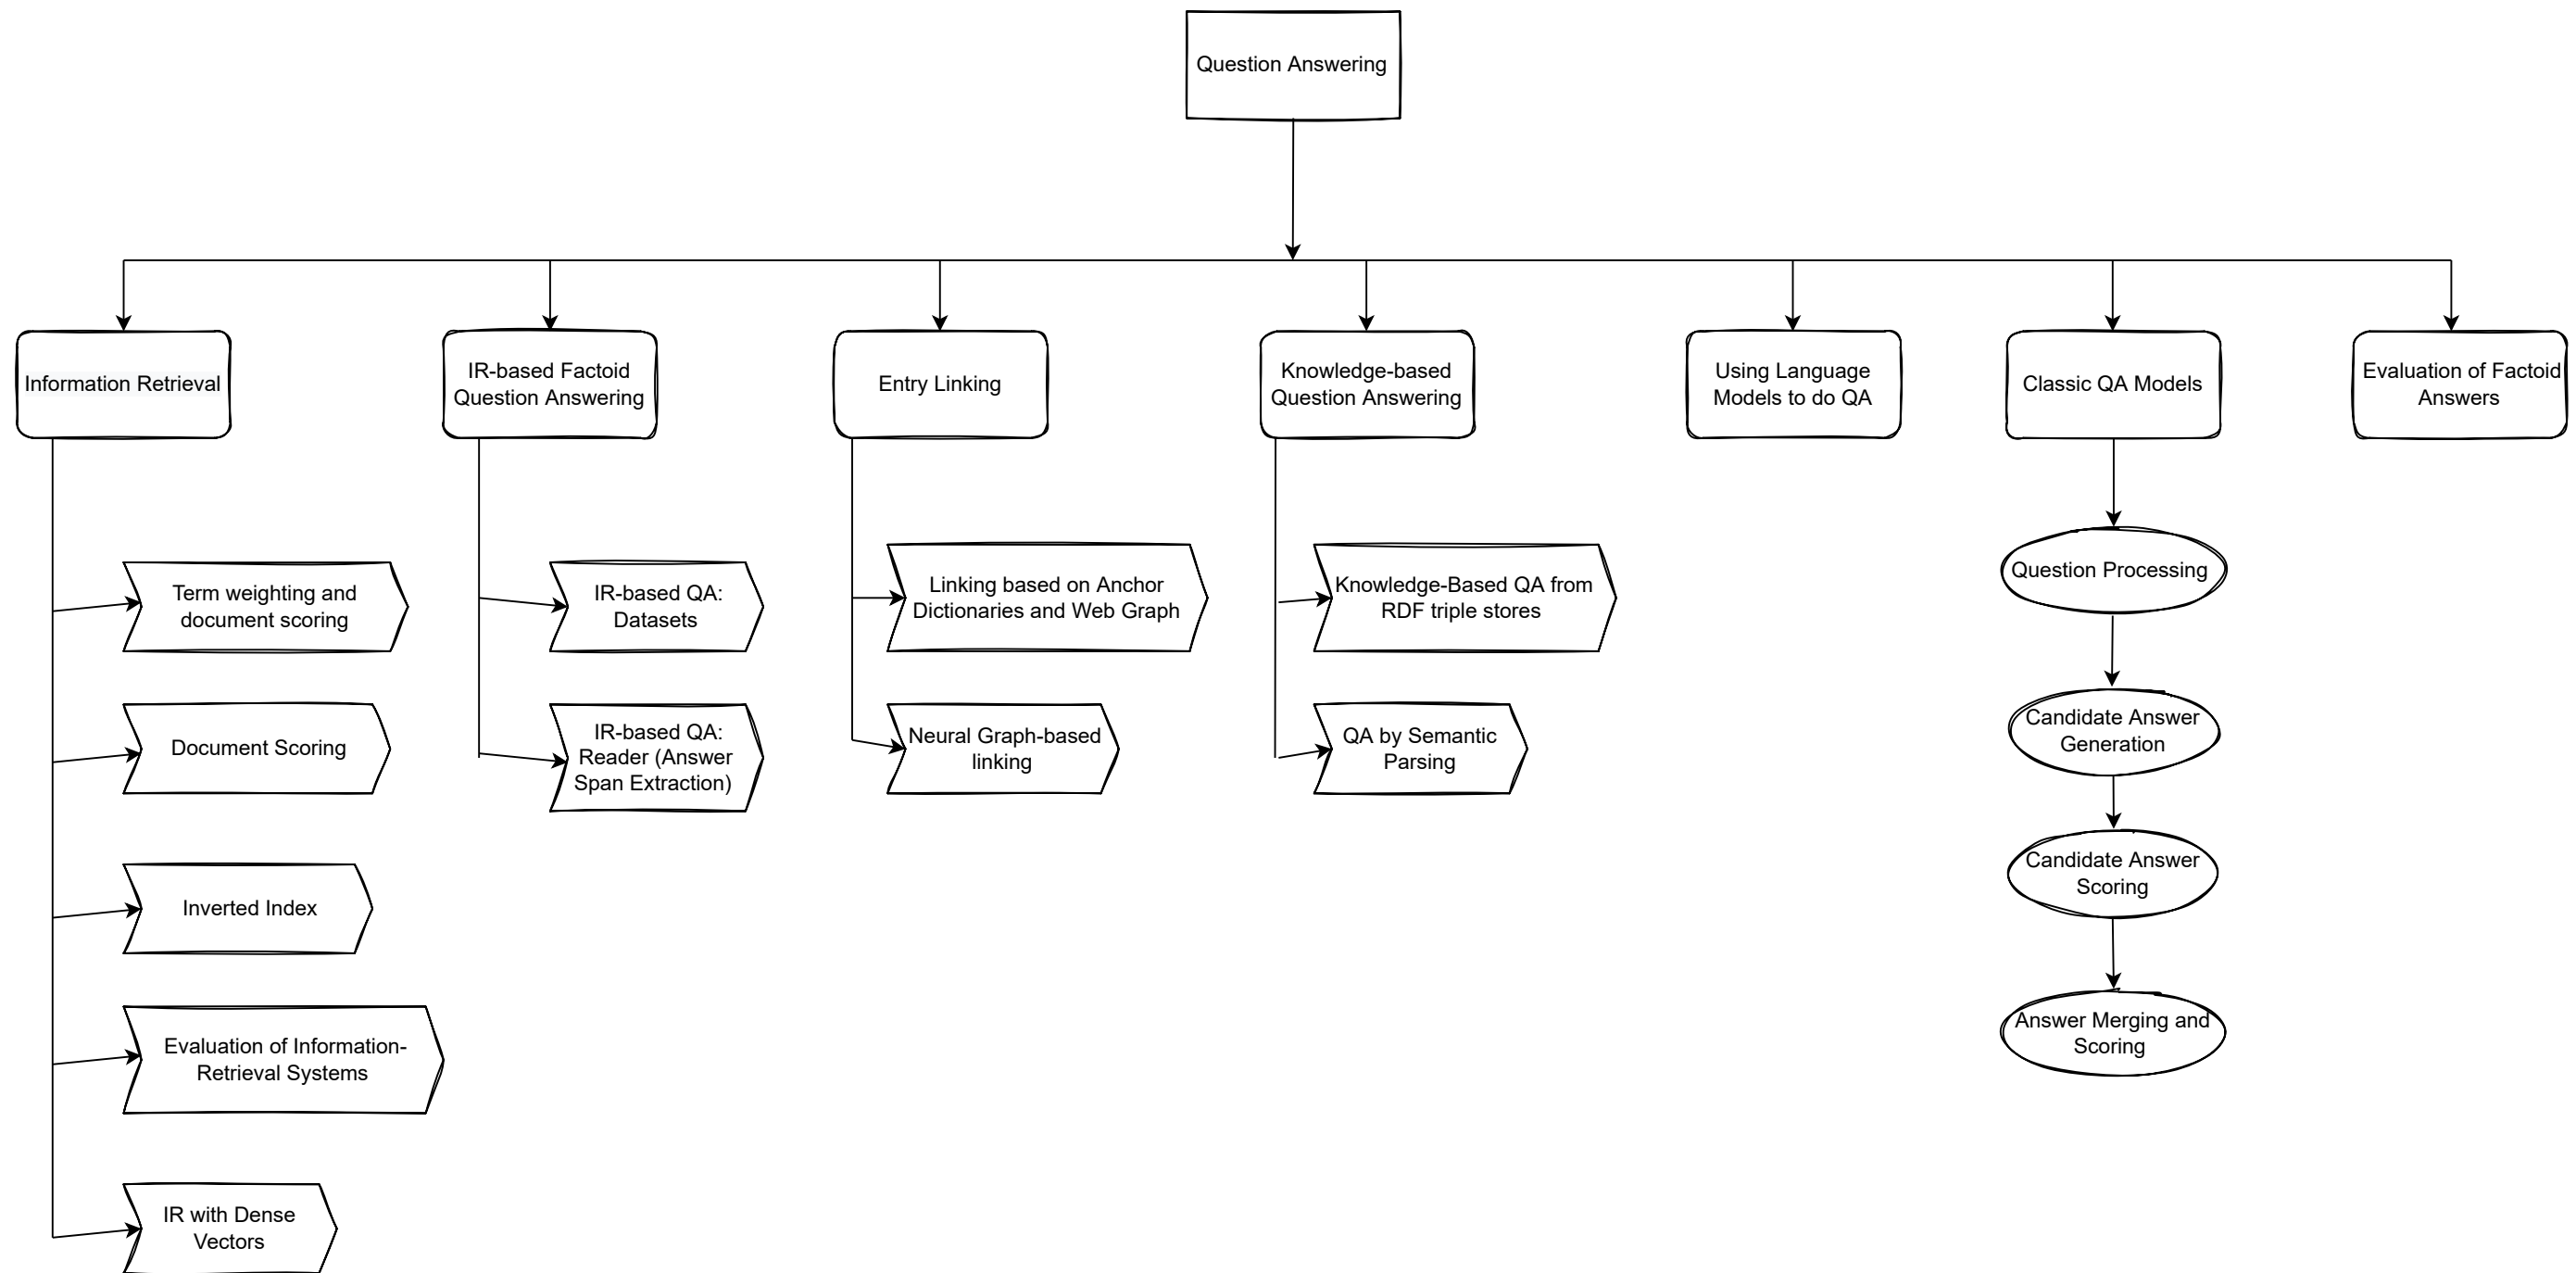 Question Answering
Information Retrieval
IR-based Factoid
Question Answering
Entry Linking
Knowledge-based
Question Answering
Using Language
Models to do QA
Classic QA Models
Evaluation of Factoid
Answers
Term weighting and
document scoring
Document Scoring
Inverted Index
Evaluation of Information-
Retrieval Systems
IR with Dense
Vectors
IR-based QA:
Datasets
IR-based QA:
Reader (Answer
Span Extraction)
Linking based on Anchor
Dictionaries and Web Graph
Neural Graph-based
linking
Knowledge-Based QA from
RDF triple stores
QA by Semantic
Parsing
Question Processing
Candidate Answer
Generation
Candidate Answer
Scoring
Answer Merging and
Scoring